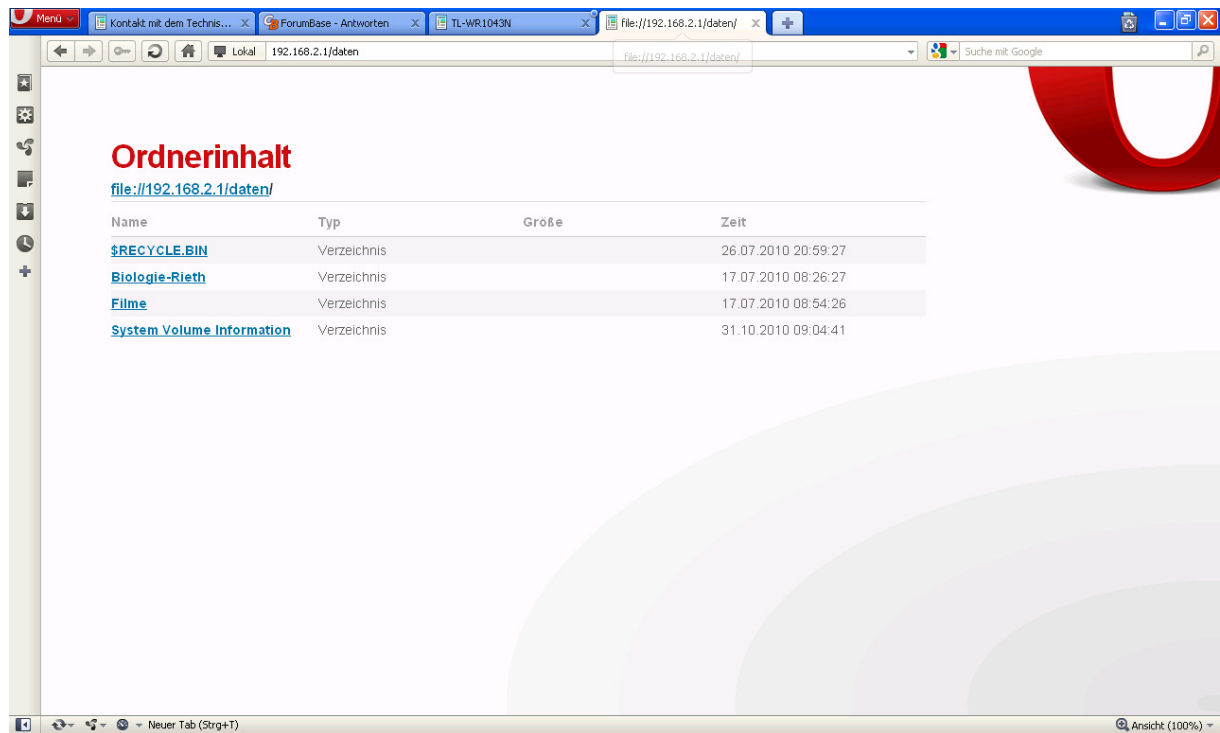 Menü Kontakt mit dem Technis... ForumBase - Antworten TL-WR1043N file://192.168.2.1/daten/
Lokal 192.168.2.1/daten Suche mit Google
file://192.168.2.1/daten/
Ordnerinhalt
file://192.168.2.1/daten/
Name Typ Größe Zeit
$RECYCLE.BIN Verzeichnis 26.07.2010 20:59:27
Biologie-Rieth Verzeichnis 17.07.2010 08:26:27
Filme Verzeichnis 17.07.2010 08:54:26
System Volume Information Verzeichnis 31.10.2010 09:04:41
Neuer Tab (Strg+T) Ansicht (100%)